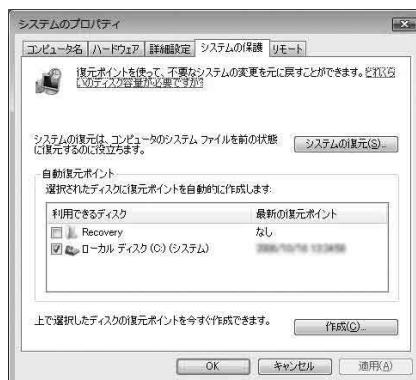 システムのプロパティ
コンピュータ名 ハードウェア 詳細設定 システムの保護 リモート
復元ポイントを使って、不要なシステムの変更を元に戻すことができます。どれくら
いのディスク容量が必要ですか?
システムの復元は、コンピュータのシステム ファイルを前の状態
に復元するのに役立ちます。
システムの復元(S)...
自動復元ポイント
選択されたディスクに復元ポイントを自動的に作成します:
利用できるディスク 最新の復元ポイント
Recovery なし
ローカル ディスク (C:) (システム)
上で選択したディスクの復元ポイントを今すぐ作成できます。
作成(C)...
OK キャンセル 適用(A)